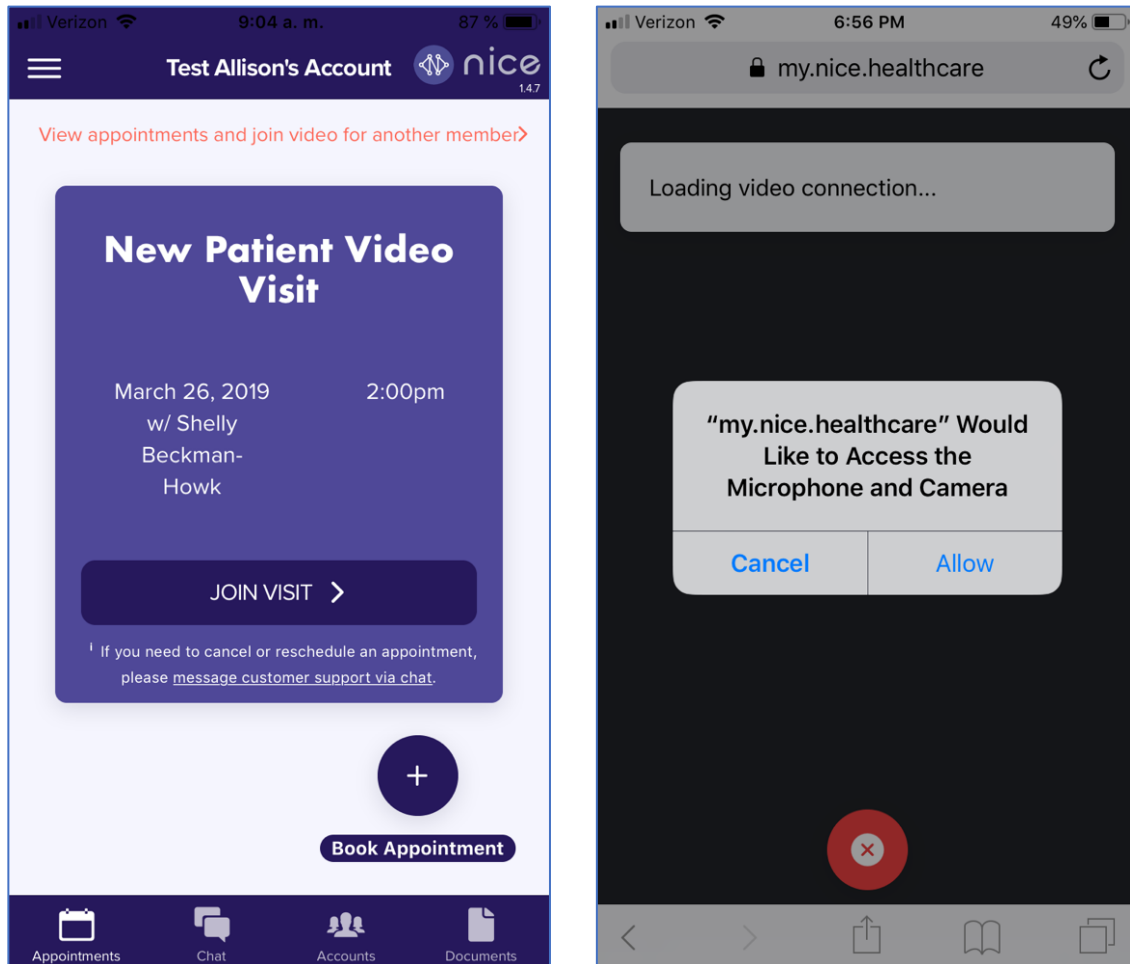 Verizon 9:04 a. m. 87 %
Test Allison's Account nice
1.4.7
View appointments and join video for another member
New Patient Video
Visit
March 26, 2019 2:00pm
w/ Shelly
Beckman-
Howk
JOIN VISIT
i If you need to cancel or reschedule an appointment,
please message customer support via chat.
+
Book Appointment
Appointments Chat Accounts Documents
Verizon 6:56 PM 49%
my.nice.healthcare
Loading video connection...
“my.nice.healthcare” Would
Like to Access the
Microphone and Camera
Cancel Allow